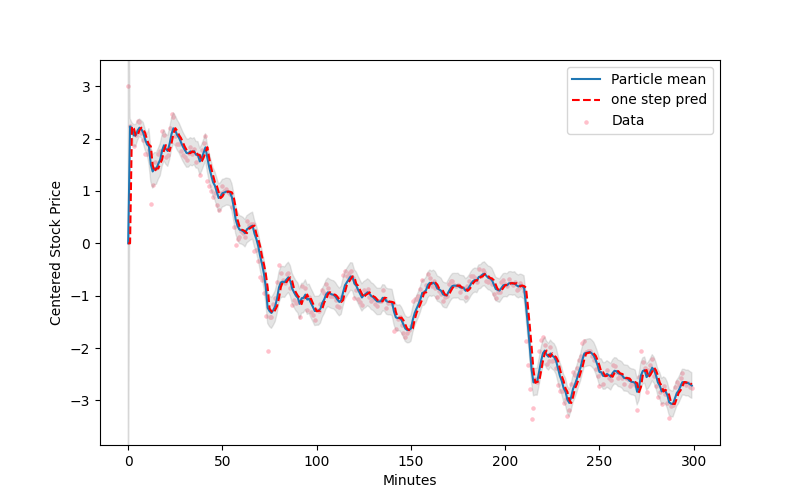 Particle mean
one step pred
Data
3
2
1
0
−1
−2
−3
Centered Stock Price
0
50
100
150
200
250
300
Minutes